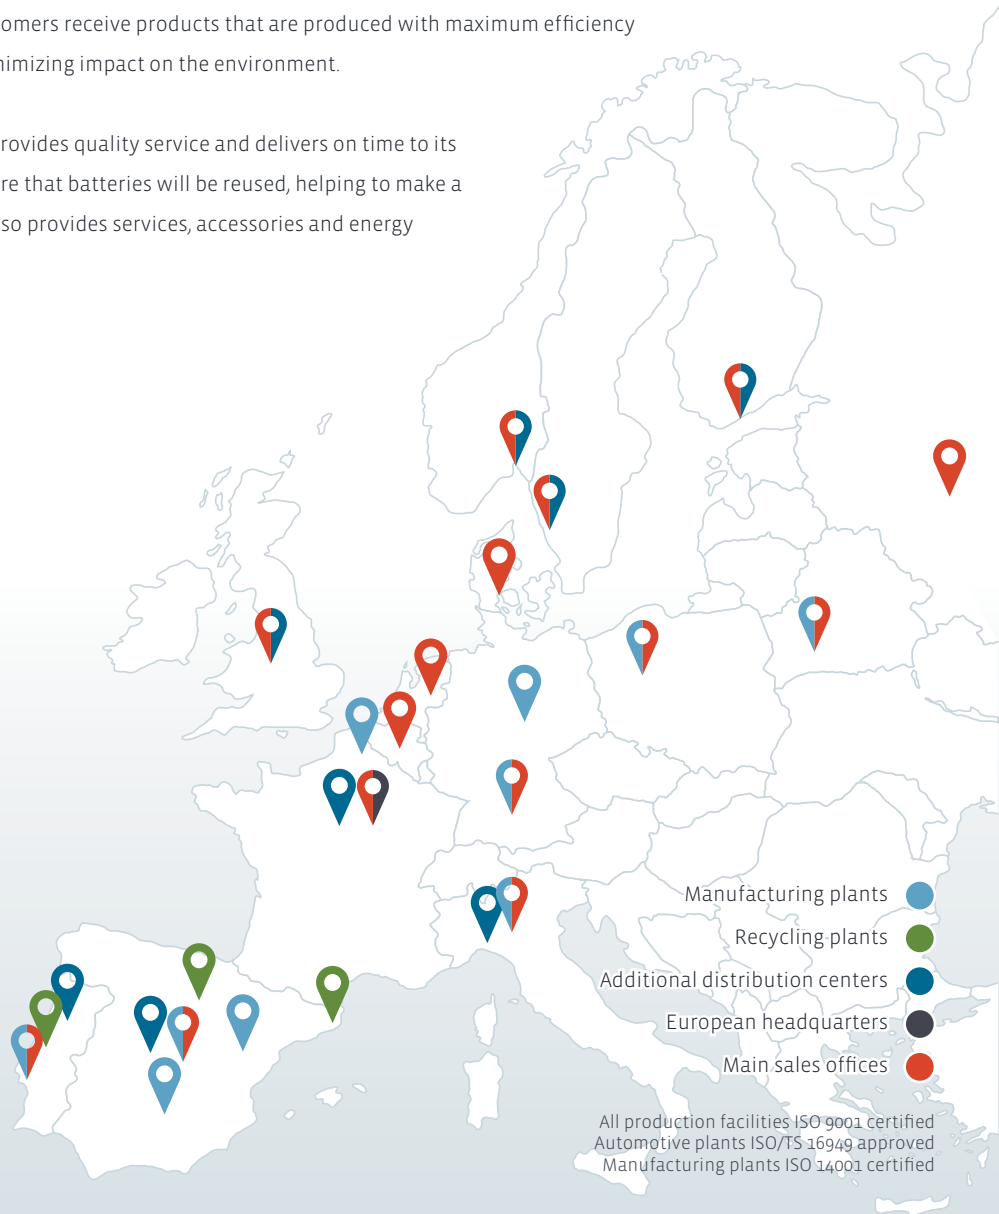 omers receive products that are produced with maximum efficiency
nimizing impact on the environment.
rovides quality service and delivers on time to its
re that batteries will be reused, helping to make a
so provides services, accessories and energy
Manufacturing plants
Recycling plants
Additional distribution centers
European headquarters
Main sales offices
All production facilities ISO 9001 certified
Automotive plants ISO/TS 16949 approved
Manufacturing plants ISO 14001 certified